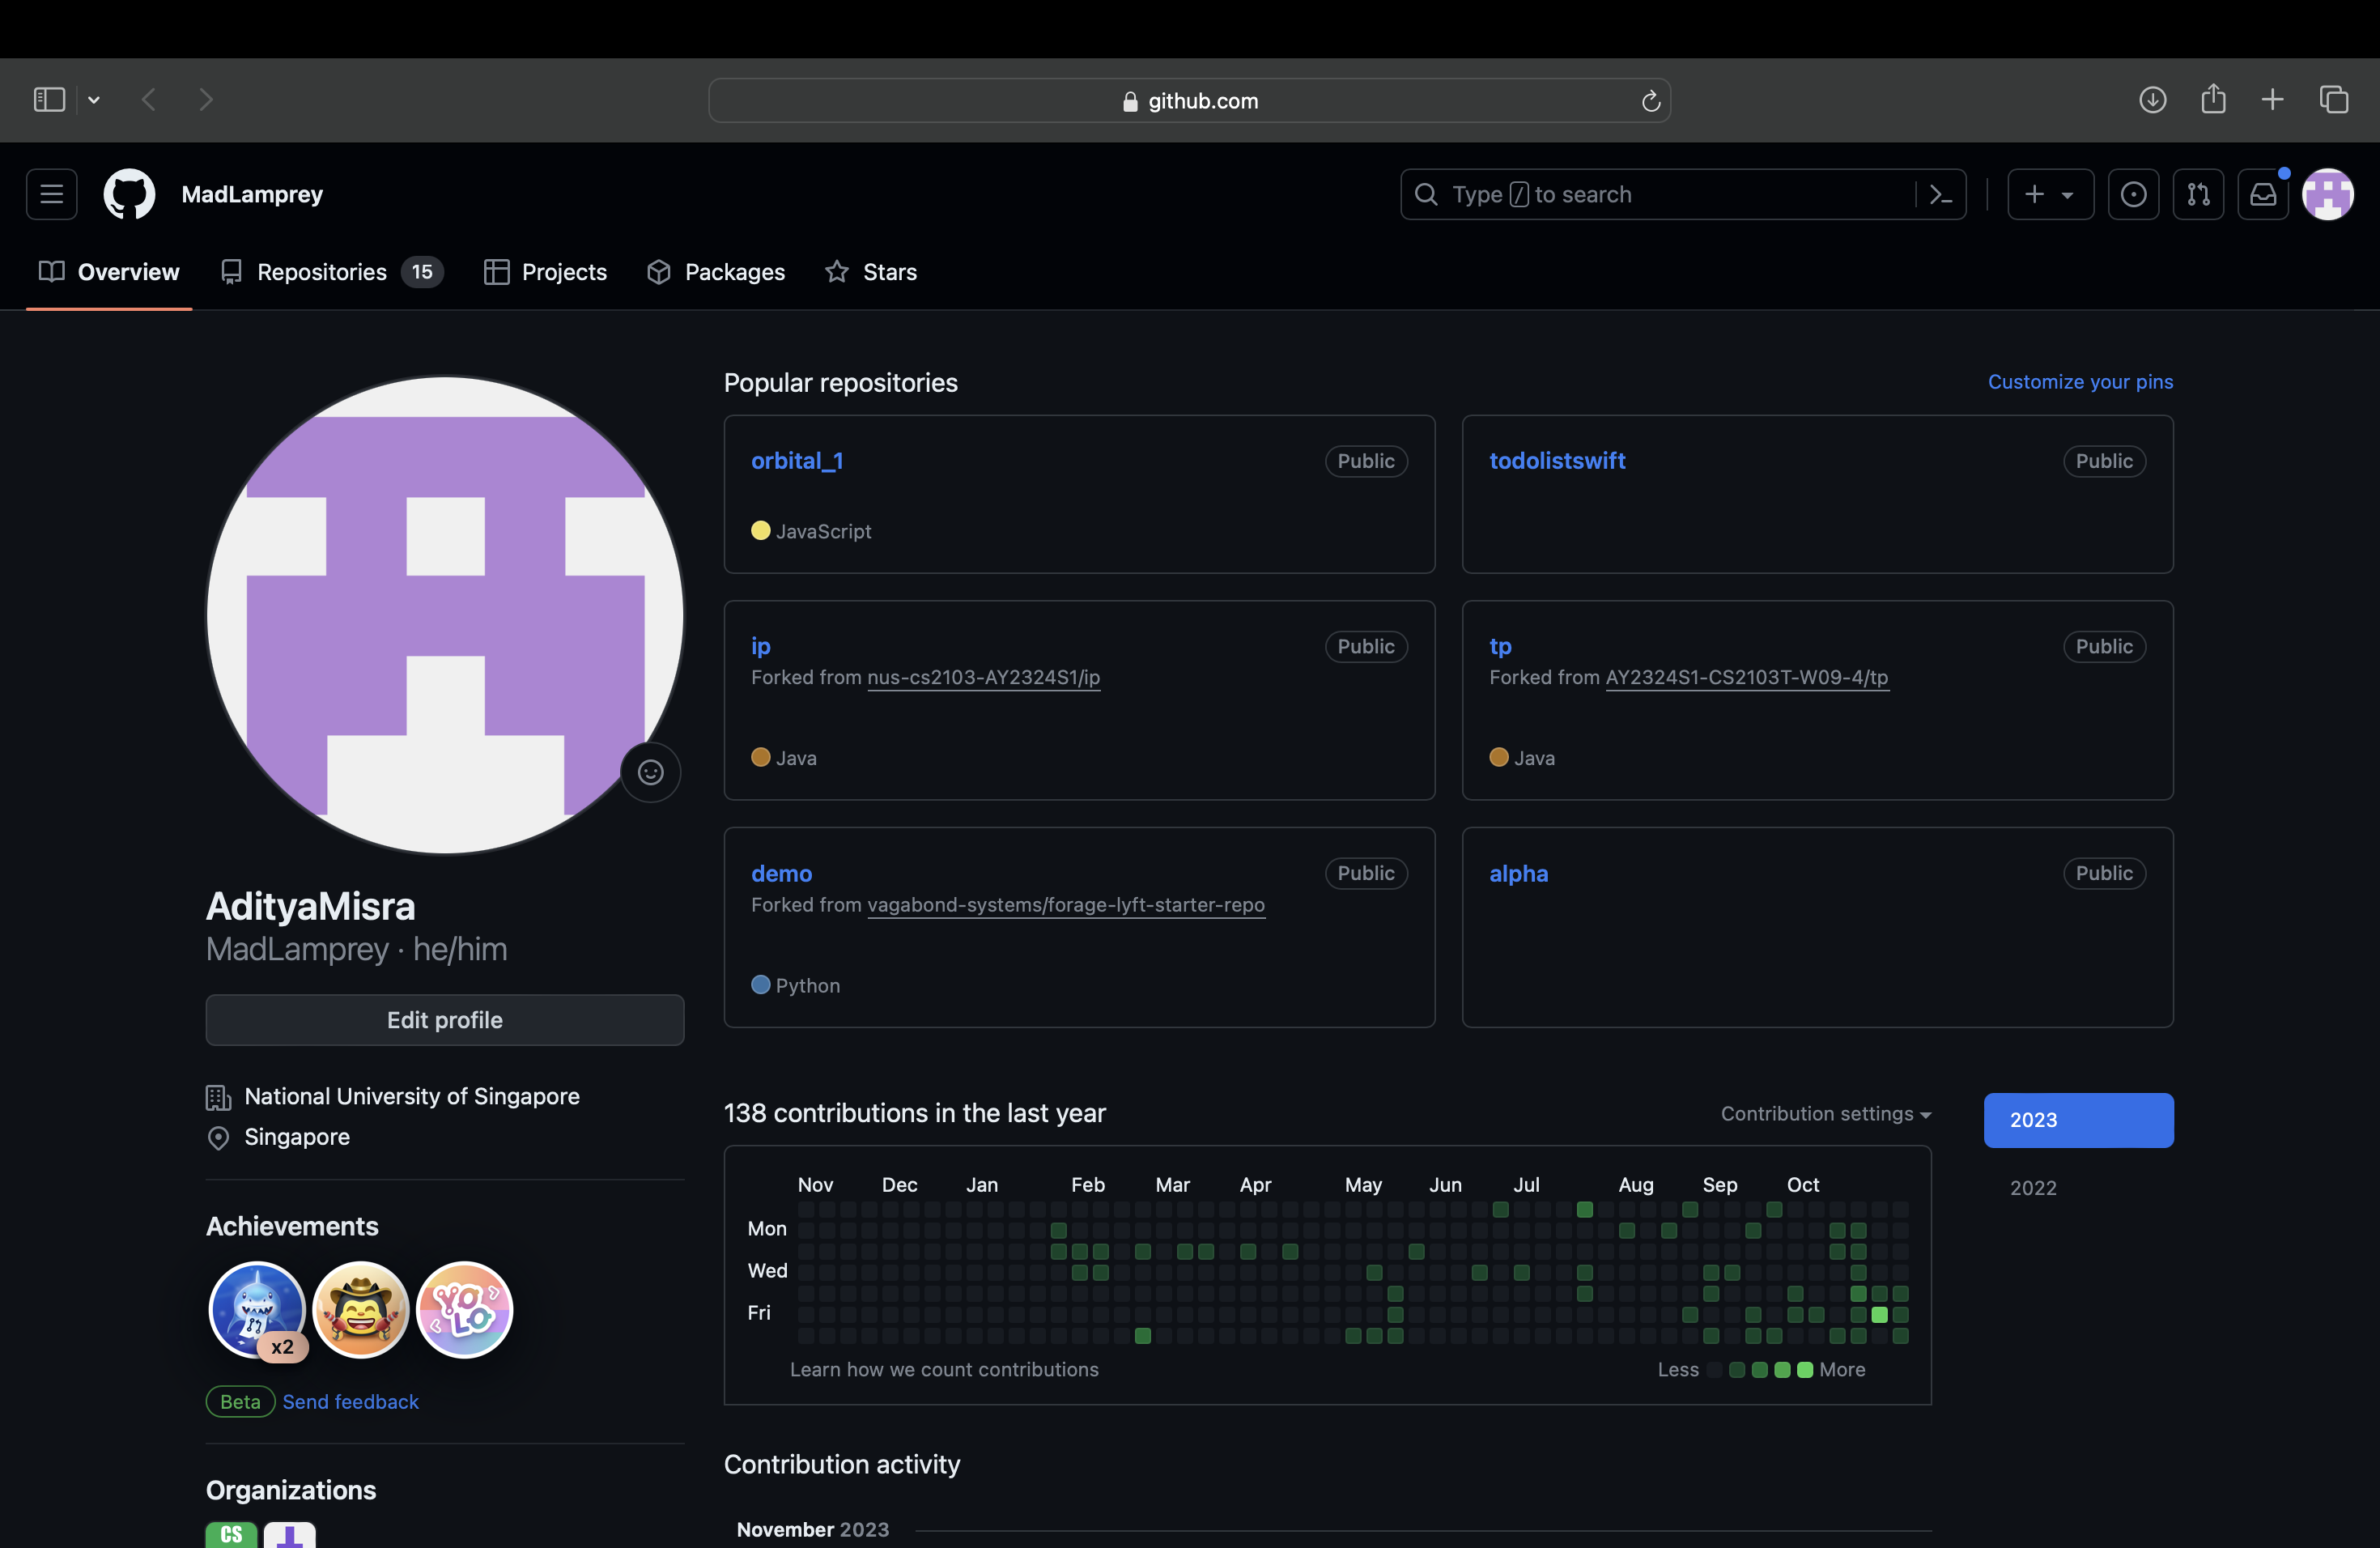 github.com
MadLamprey
Type / to search
Overview
Repositories 15
Projects
Packages
Stars
Popular repositories
Customize your pins
orbital_1
Public
JavaScript
todolistswift
Public
ip
Public
Forked from nus-cs2103-AY2324S1/ip
Java
tp
Public
Forked from AY2324S1-CS2103T-W09-4/tp
Java
demo
Public
Forked from vagabond-systems/forage-lyft-starter-repo
Python
alpha
Public
AdityaMisra
MadLamprey · he/him
Edit profile
National University of Singapore
Singapore
Achievements
x2
YOLO
Beta Send feedback
Organizations
CS
138 contributions in the last year
Contribution settings
2023
2022
Nov Dec Jan Feb Mar Apr May Jun Jul Aug Sep Oct
Mon
Wed
Fri
Learn how we count contributions
Less More
Contribution activity
November 2023